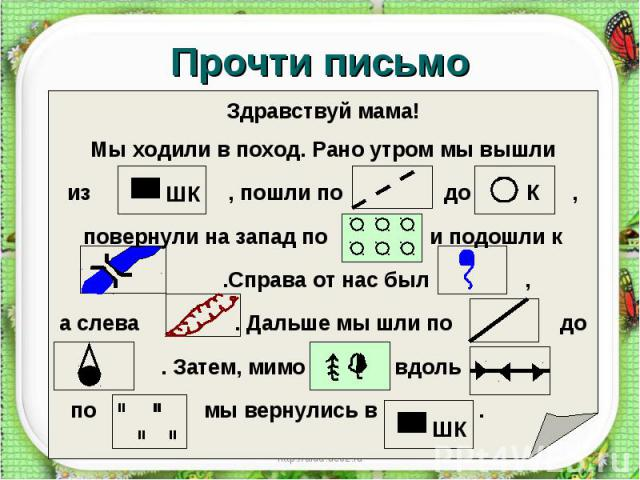 Прочти письмо
Здравствуй мама!
Мы ходили в поход. Рано утром мы вышли
из ШК , пошли по до К ,
повернули на запад по и подошли к
.Справа от нас был ,
а слева . Дальше мы шли по до
. Затем, мимо вдоль
по мы вернулись в ШК .